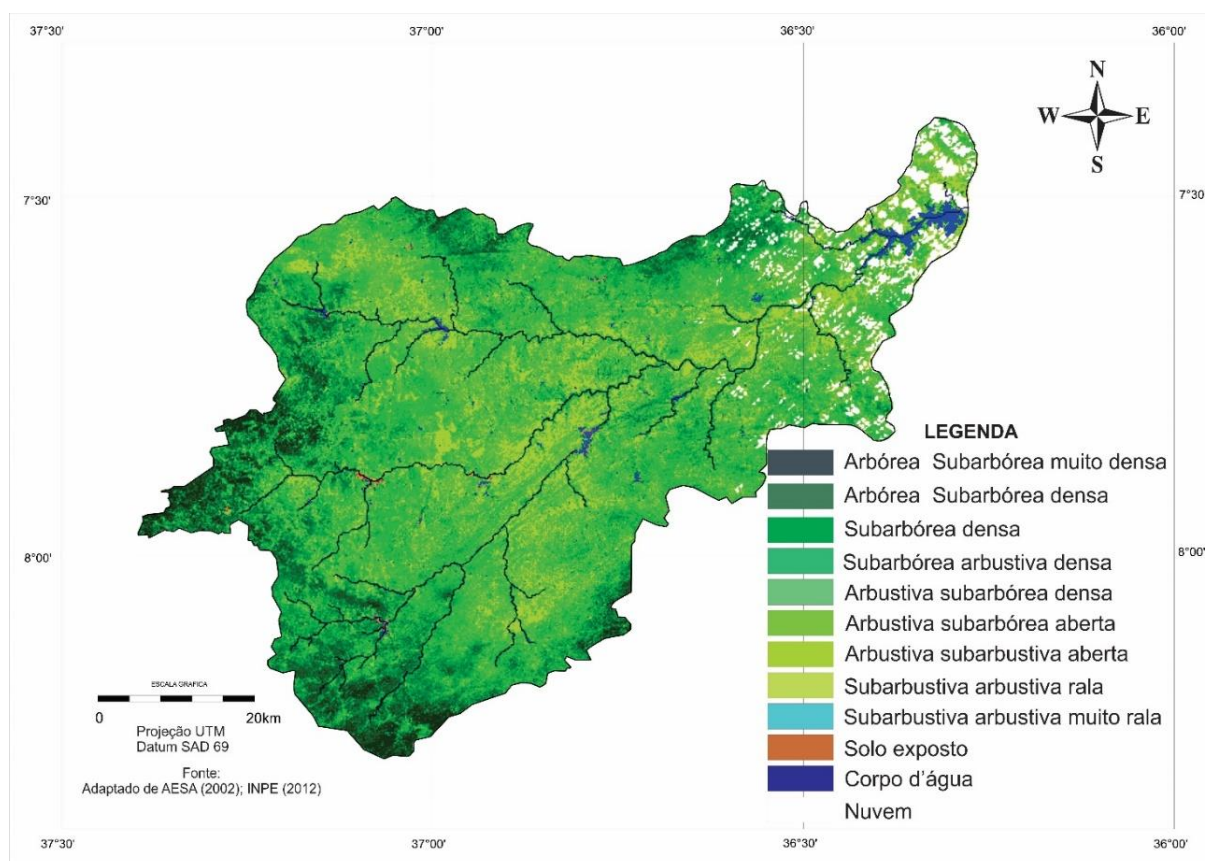 37°30'
37°00'
36°30'
36°00'
N
W E
S
7°30'
7°30'
LEGENDA
Arbórea Subarbórea muito densa
Arbórea Subarbórea densa
Subarbórea densa
Subarbórea arbustiva densa
Arbustiva subarbórea densa
Arbustiva subarbórea aberta
Arbustiva subarbustiva aberta
Subarbustiva arbustiva rala
Subarbustiva arbustiva muito rala
Solo exposto
Corpo d'água
Nuvem
8°00'
8°00'
ESCALA GRAFICA
0 20km
Projeção UTM
Datum SAD 69
Fonte:
Adaptado de AESA (2002); INPE (2012)
37°30'
37°00'
36°30'
36°00'